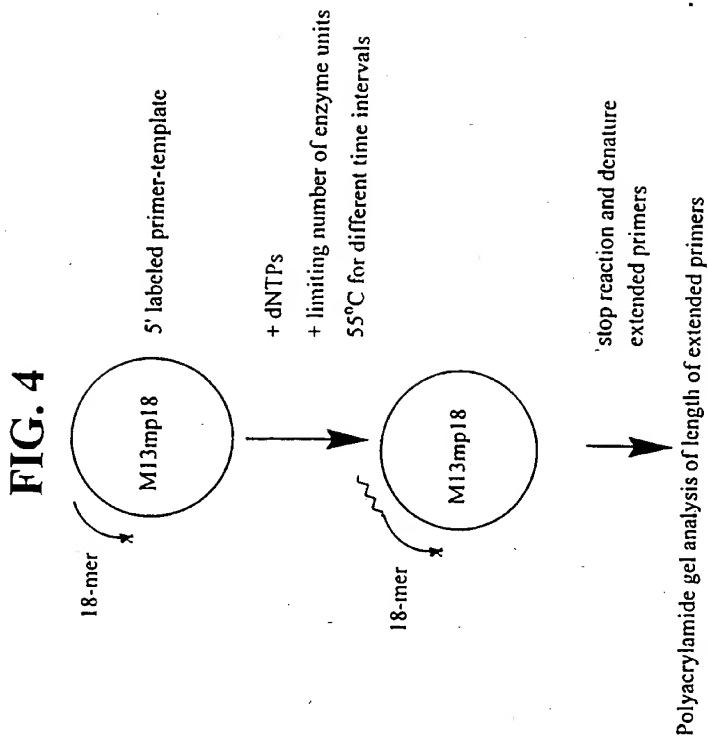 FIG. 4
18-mer
M13mp18
5' labeled primer-template
+ dNTPs
+ limiting number of enzyme units
55°C for different time intervals
18-mer
M13mp18
'stop reaction and denature
extended primers
Polyacrylamide gel analysis of length of extended primers